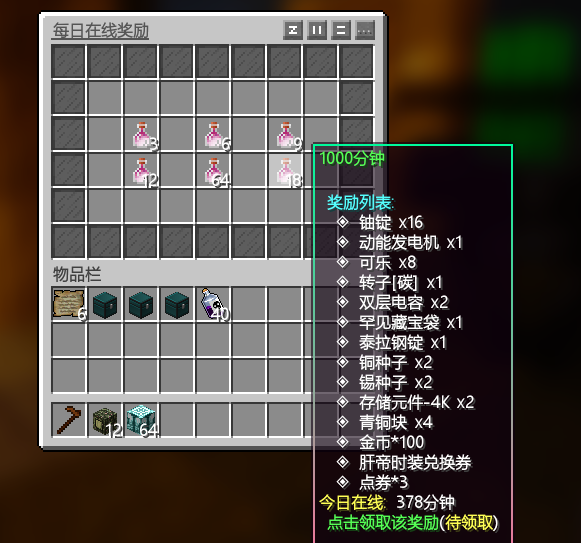 每日在线奖励
3
6
9
12
64
18
物品栏
6
40
12
64
1000分钟
奖励列表:
◈ 铀锭 x16
◈ 动能发电机 x1
◈ 可乐 x8
◈ 转子[碳] x1
◈ 双层电容 x2
◈ 罕见藏宝袋 x1
◈ 泰拉钢锭 x1
◈ 铜种子 x2
◈ 锡种子 x2
◈ 存储元件-4K x2
◈ 青铜块 x4
◈ 金币*100
◈ 肝帝时装兑换券
◈ 点券*3
今日在线: 378分钟
点击领取该奖励(待领取)